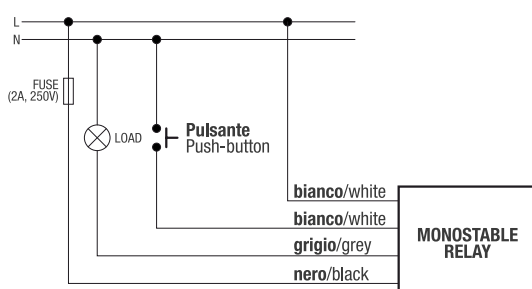 L
N
FUSE
(2A, 250V)
LOAD
Pulsante
Push-button
bianco/white
bianco/white
grigio/grey
nero/black
MONOSTABLE
RELAY